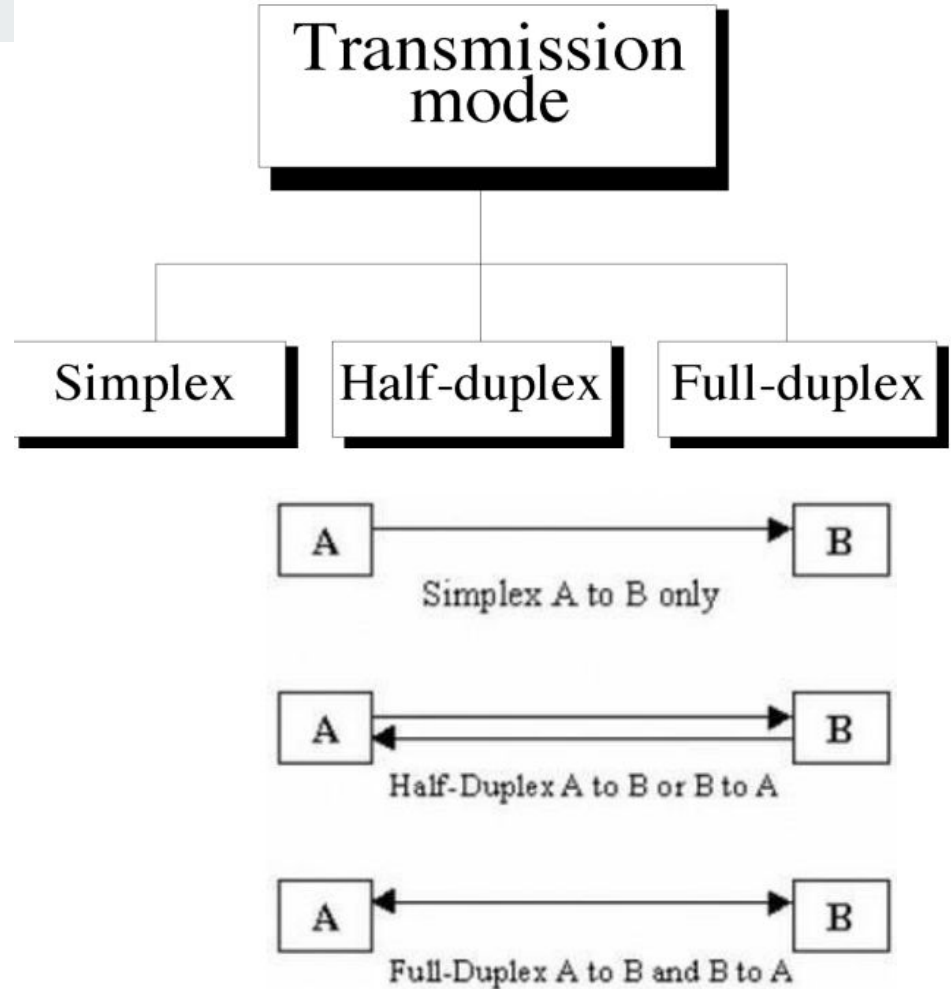 Transmission
mode
Simplex
Half-duplex
Full-duplex
A
B
Simplex A to B only
A
B
Half-Duplex A to B or B to A
A
B
Full-Duplex A to B and B to A